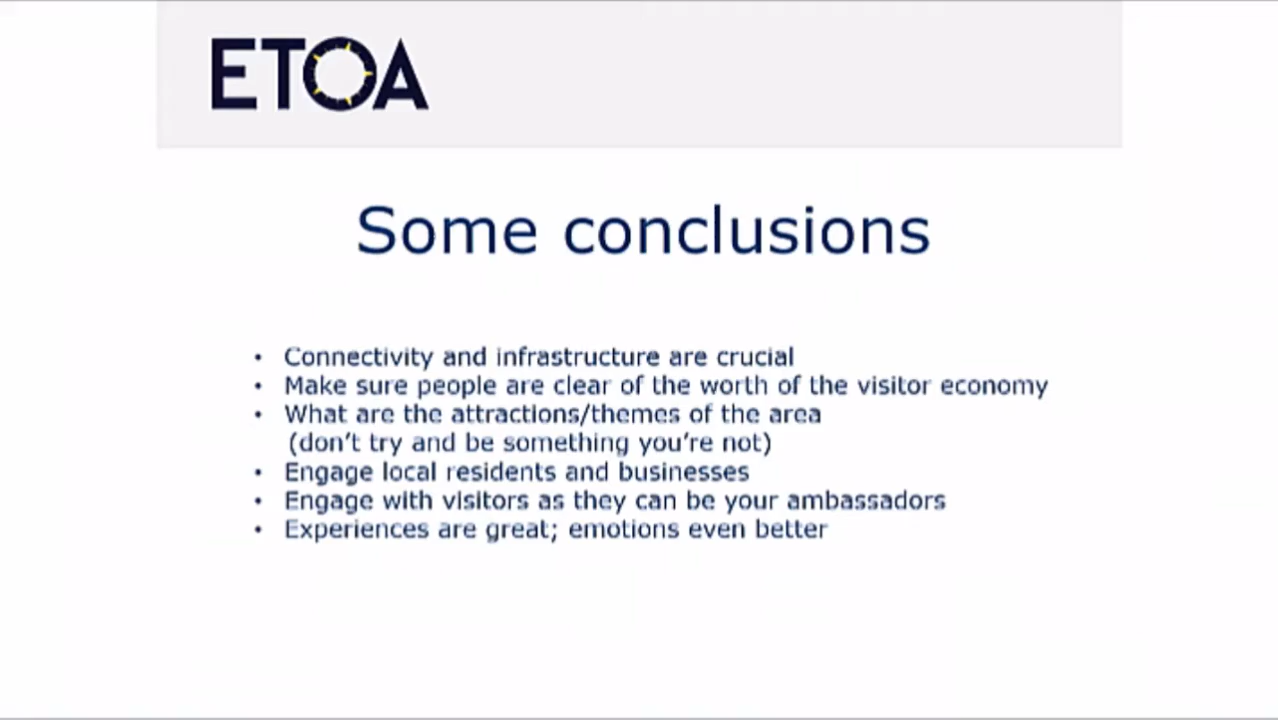 ETOA
Some conclusions
• Connectivity and infrastructure are crucial
• Make sure people are clear of the worth of the visitor economy
• What are the attractions/themes of the area
(don't try and be something you're not)
• Engage local residents and businesses
• Engage with visitors as they can be your ambassadors
• Experiences are great; emotions even better